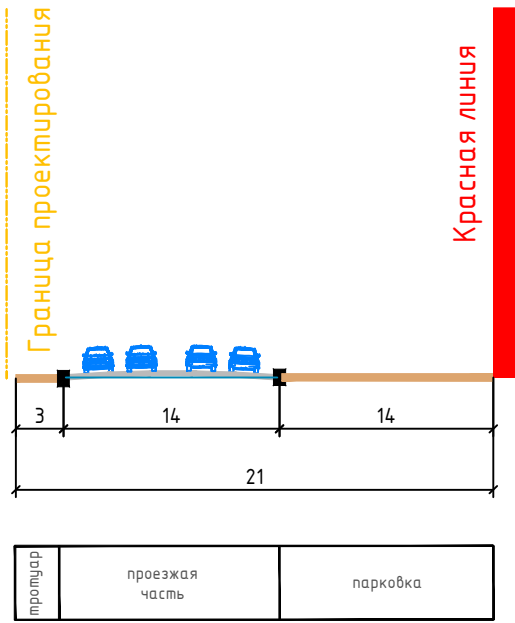 Граница проектирования
Красная линия
3
14
14
21
тротуар
проезжая
часть
парковка